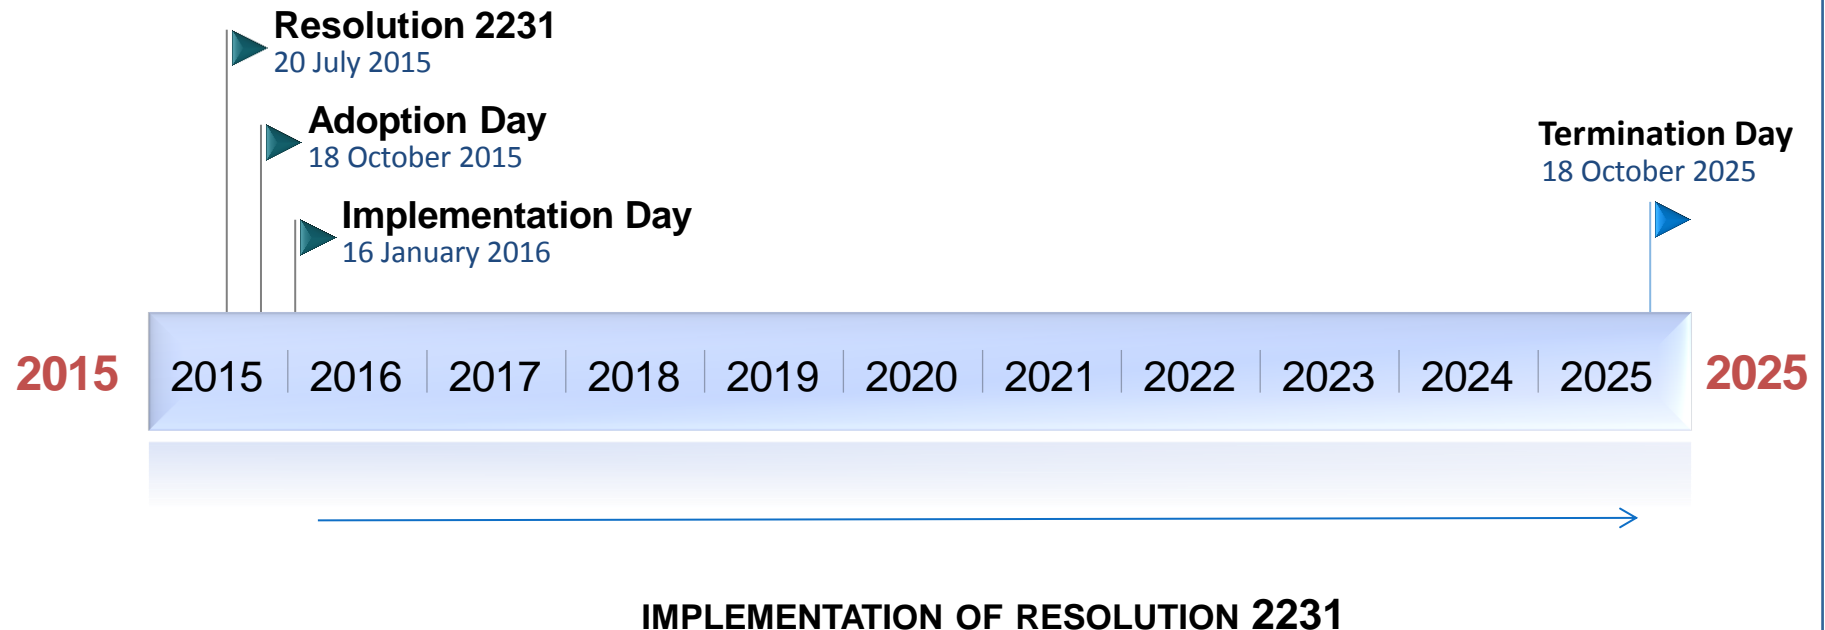 Resolution 2231
20 July 2015
Adoption Day
18 October 2015
Implementation Day
16 January 2016
Termination Day
18 October 2025
2015 2015 2016 2017 2018 2019 2020 2021 2022 2023 2024 2025 2025
IMPLEMENTATION OF RESOLUTION 2231